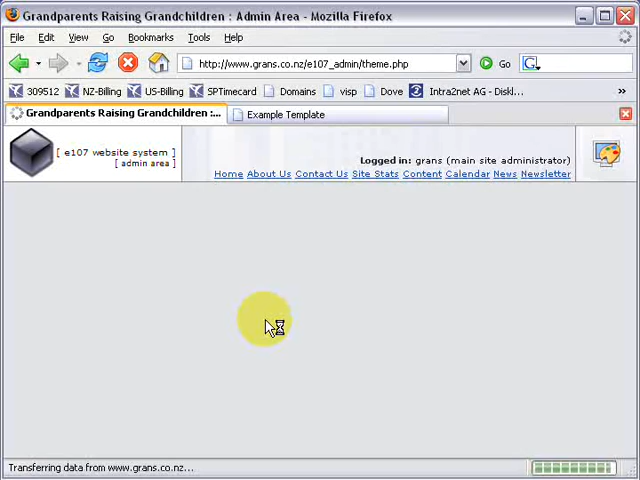 Grandparents Raising Grandchildren : Admin Area - Mozilla Firefox
File Edit View Go Bookmarks Tools Help
http://www.grans.co.nz/e107_admin/theme.php Go
309512 NZ-Billing US-Billing SPTimecard Domains visp Dove Intra2net AG - Diskl...
Grandparents Raising Grandchildren :... Example Template
[ e107 website system ]
[ admin area ]
Logged in: grans (main site administrator)
Home About Us Contact Us Site Stats Content Calendar News Newsletter
Transferring data from www.grans.co.nz...